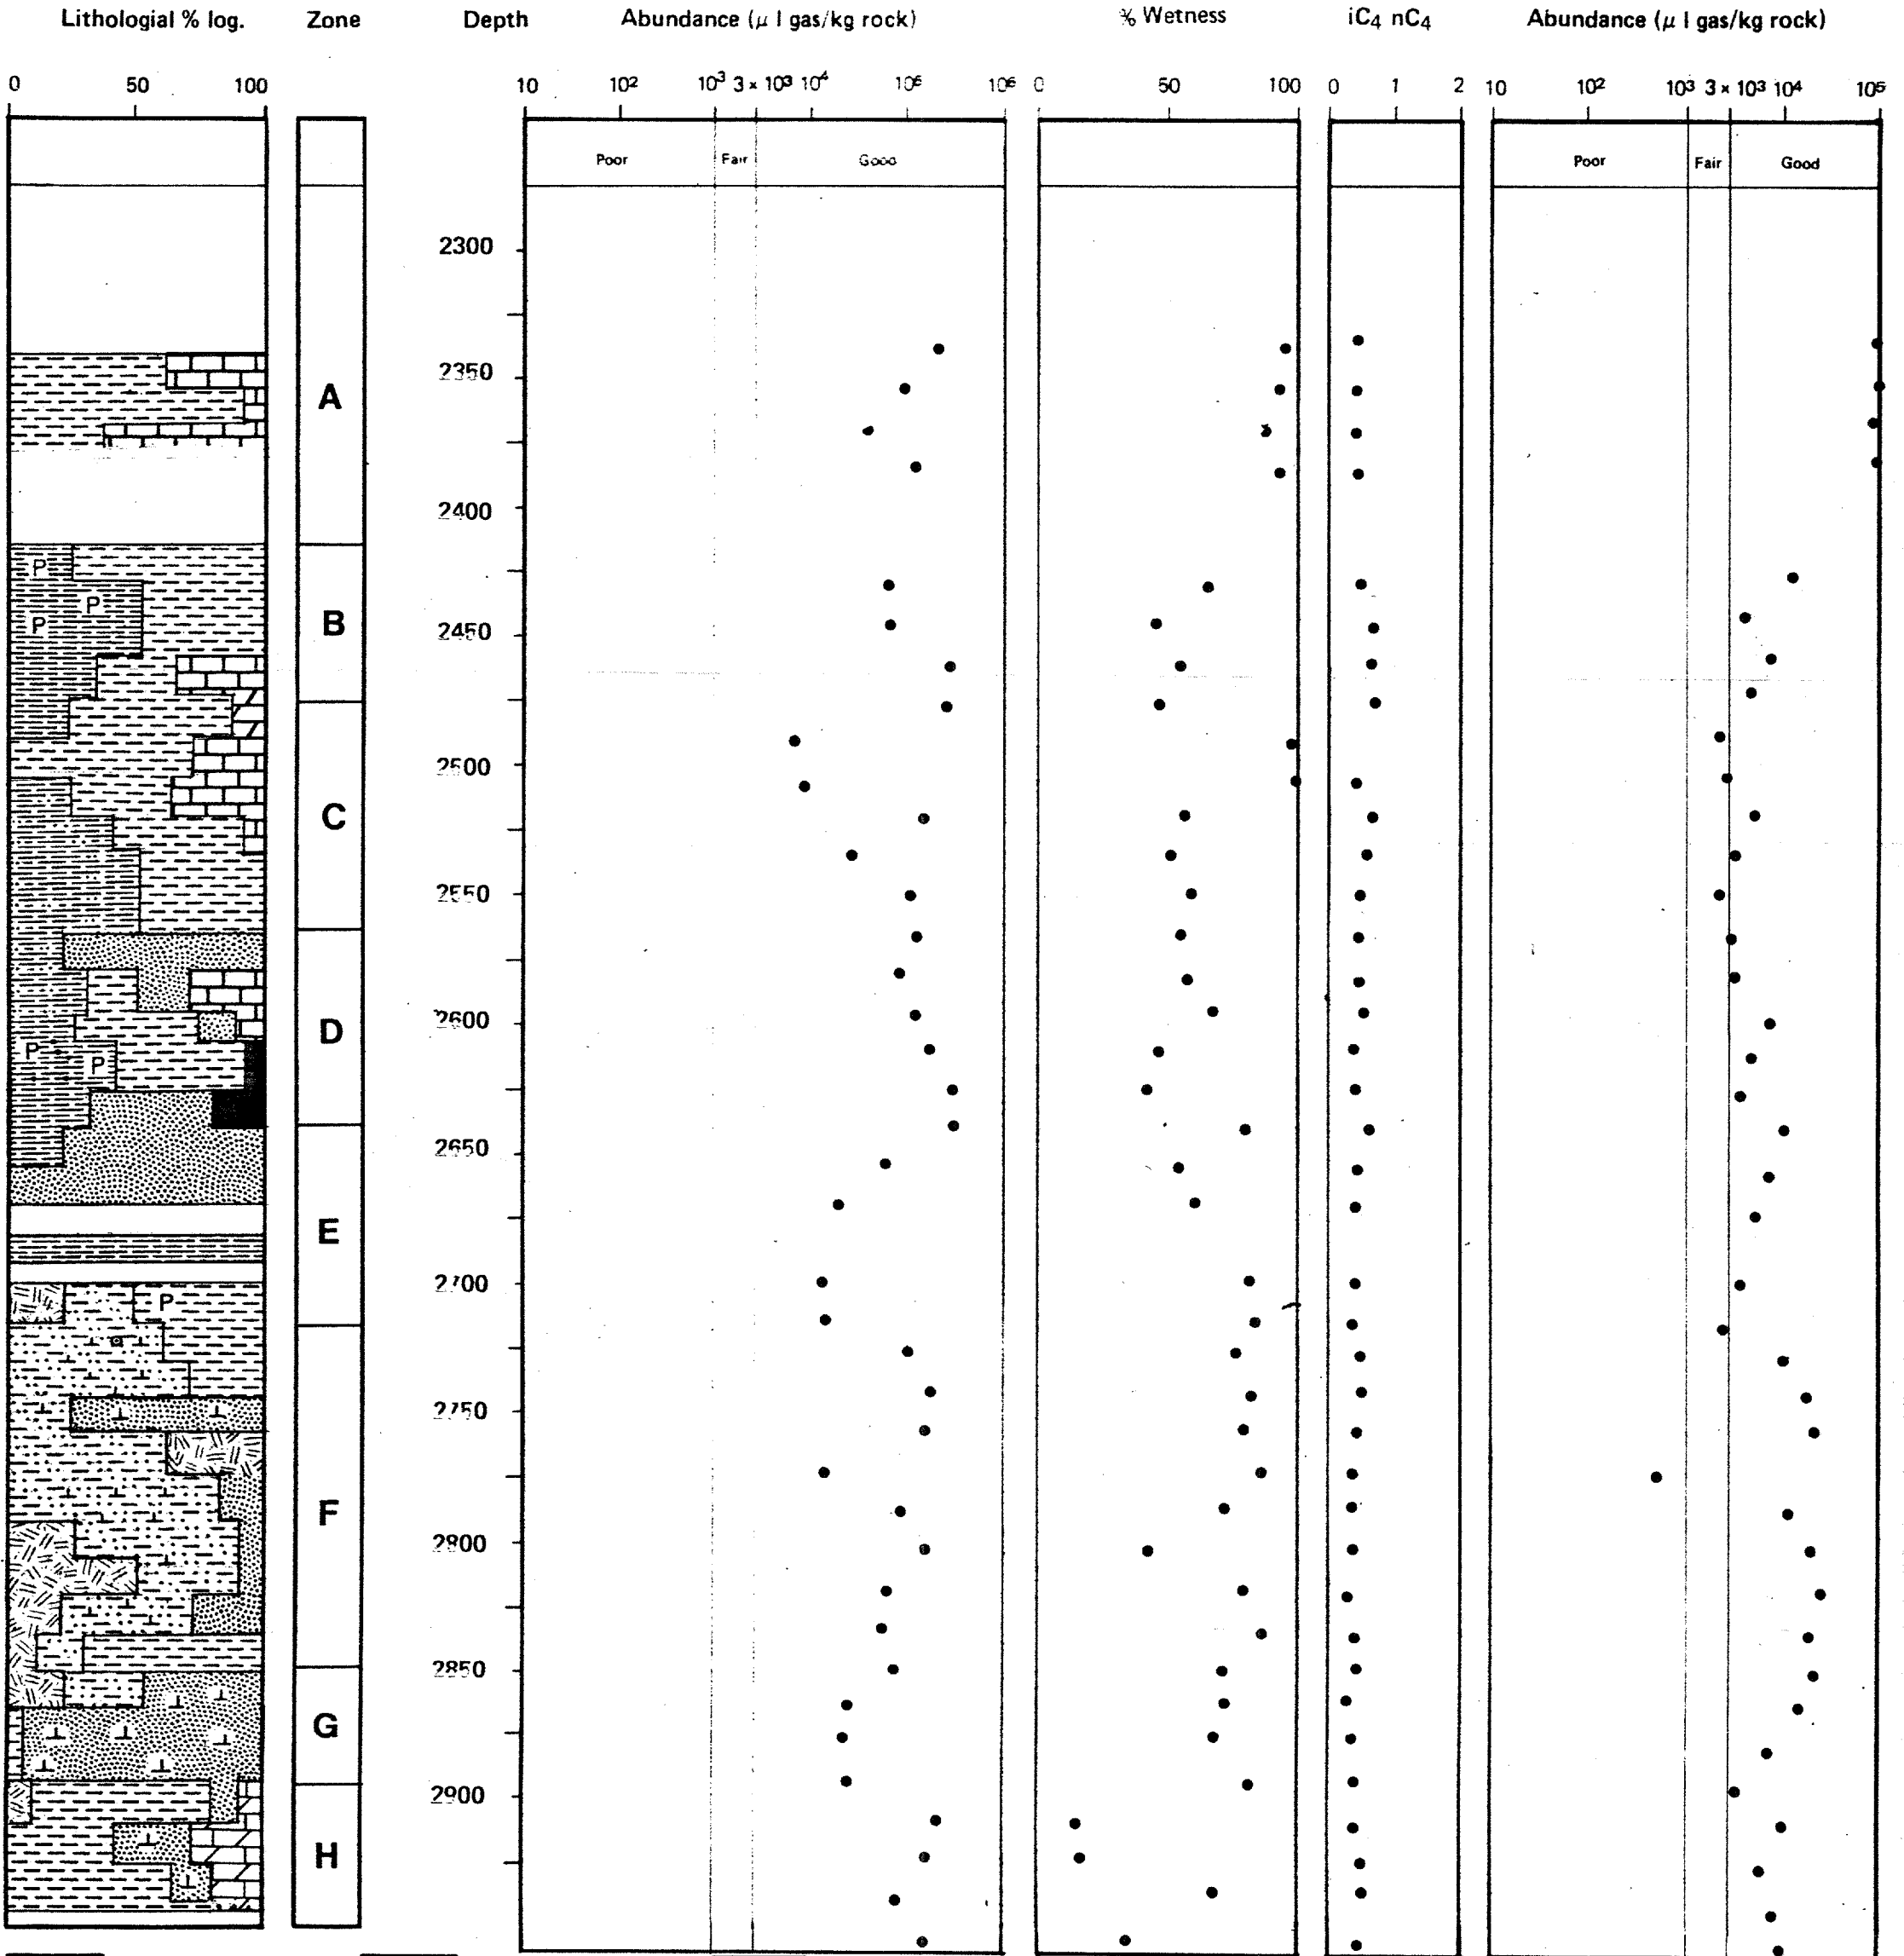 Lithologial % log. Zone Depth Abundance (μ l gas/kg rock) % Wetness iC4 nC4 Abundance (μ l gas/kg rock)
0 50 100 10 10² 10³ 3 x 10³ 10⁴ 10⁵ 10⁶ 0 50 100 0 1 2 10 10² 10³ 3 x 10³ 10⁴ 10⁵
Poor Fair Good Poor Fair Good
2300
2350
A
2400
P
P
B
P
2450
2500
C
2550
2600
D
P
P
2650
E
2700
P
2750
F
2800
2850
G
2900
H